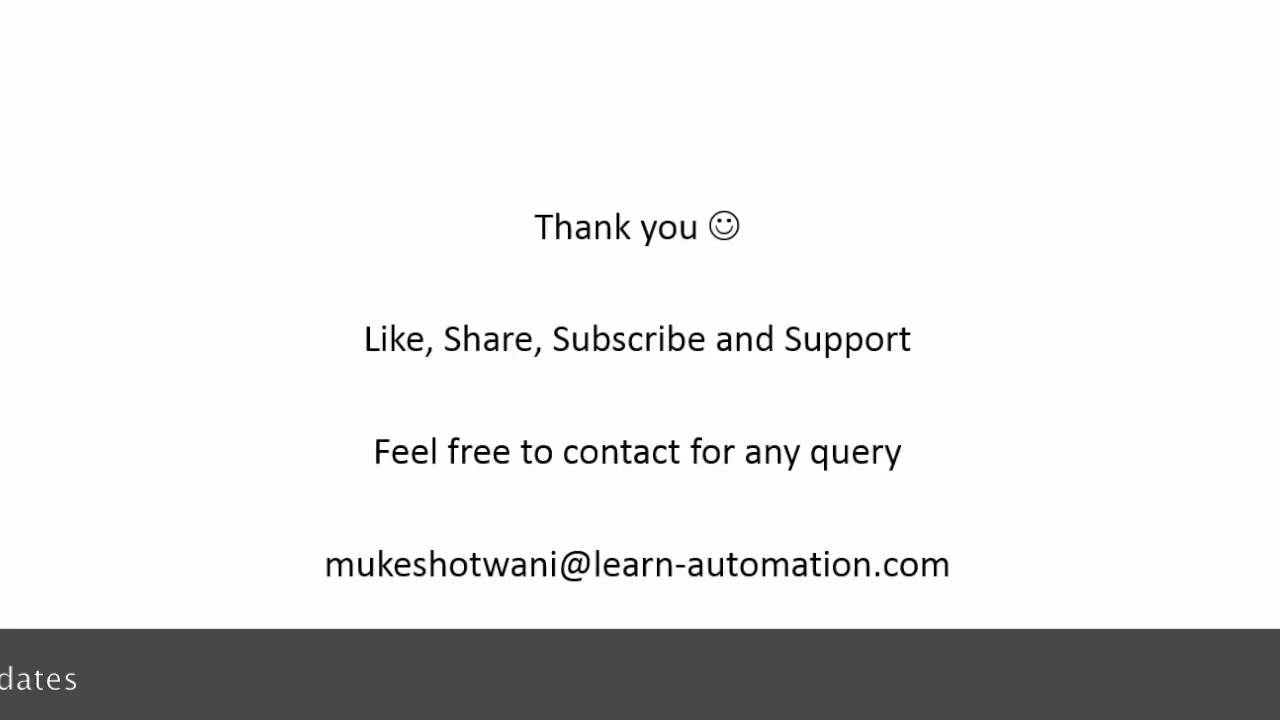 Thank you ☺
Like, Share, Subscribe and Support
Feel free to contact for any query
mukeshotwani@learn-automation.com
dates